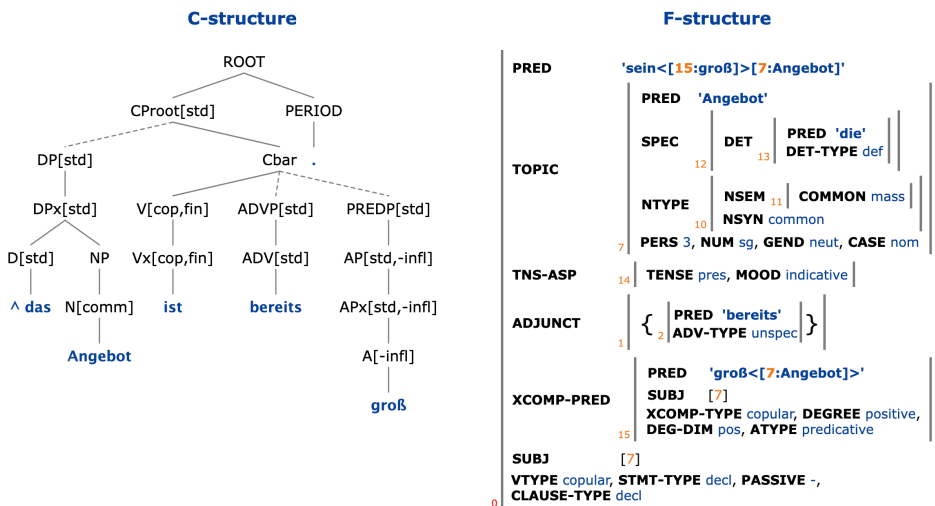 C-structure
ROOT
CProot[std] PERIOD
DP[std] Cbar .
DPx[std] V[cop,fin] ADVP[std] PREDP[std]
D[std] NP Vx[cop,fin] ADV[std] AP[std,-infl]
^ das N[comm] ist bereits APx[std,-infl]
Angebot A[-infl]
groß
F-structure
PRED 'sein<[15:groß]>[7:Angebot]'
PRED 'Angebot'
SPEC 12 DET 13 PRED 'die'
DET-TYPE def
TOPIC
NTYPE 10 NSEM 11 COMMON mass
NSYN common
7 PERS 3, NUM sg, GEND neut, CASE nom
TNS-ASP 14 TENSE pres, MOOD indicative
ADJUNCT 1 { 2 PRED 'bereits' }
ADV-TYPE unspec
PRED 'groß<[7:Angebot]>'
SUBJ [7]
XCOMP-PRED 15 XCOMP-TYPE copular, DEGREE positive,
DEG-DIM pos, ATYPE predicative
SUBJ [7]
VTYPE copular, STMT-TYPE decl, PASSIVE -,
CLAUSE-TYPE decl
0